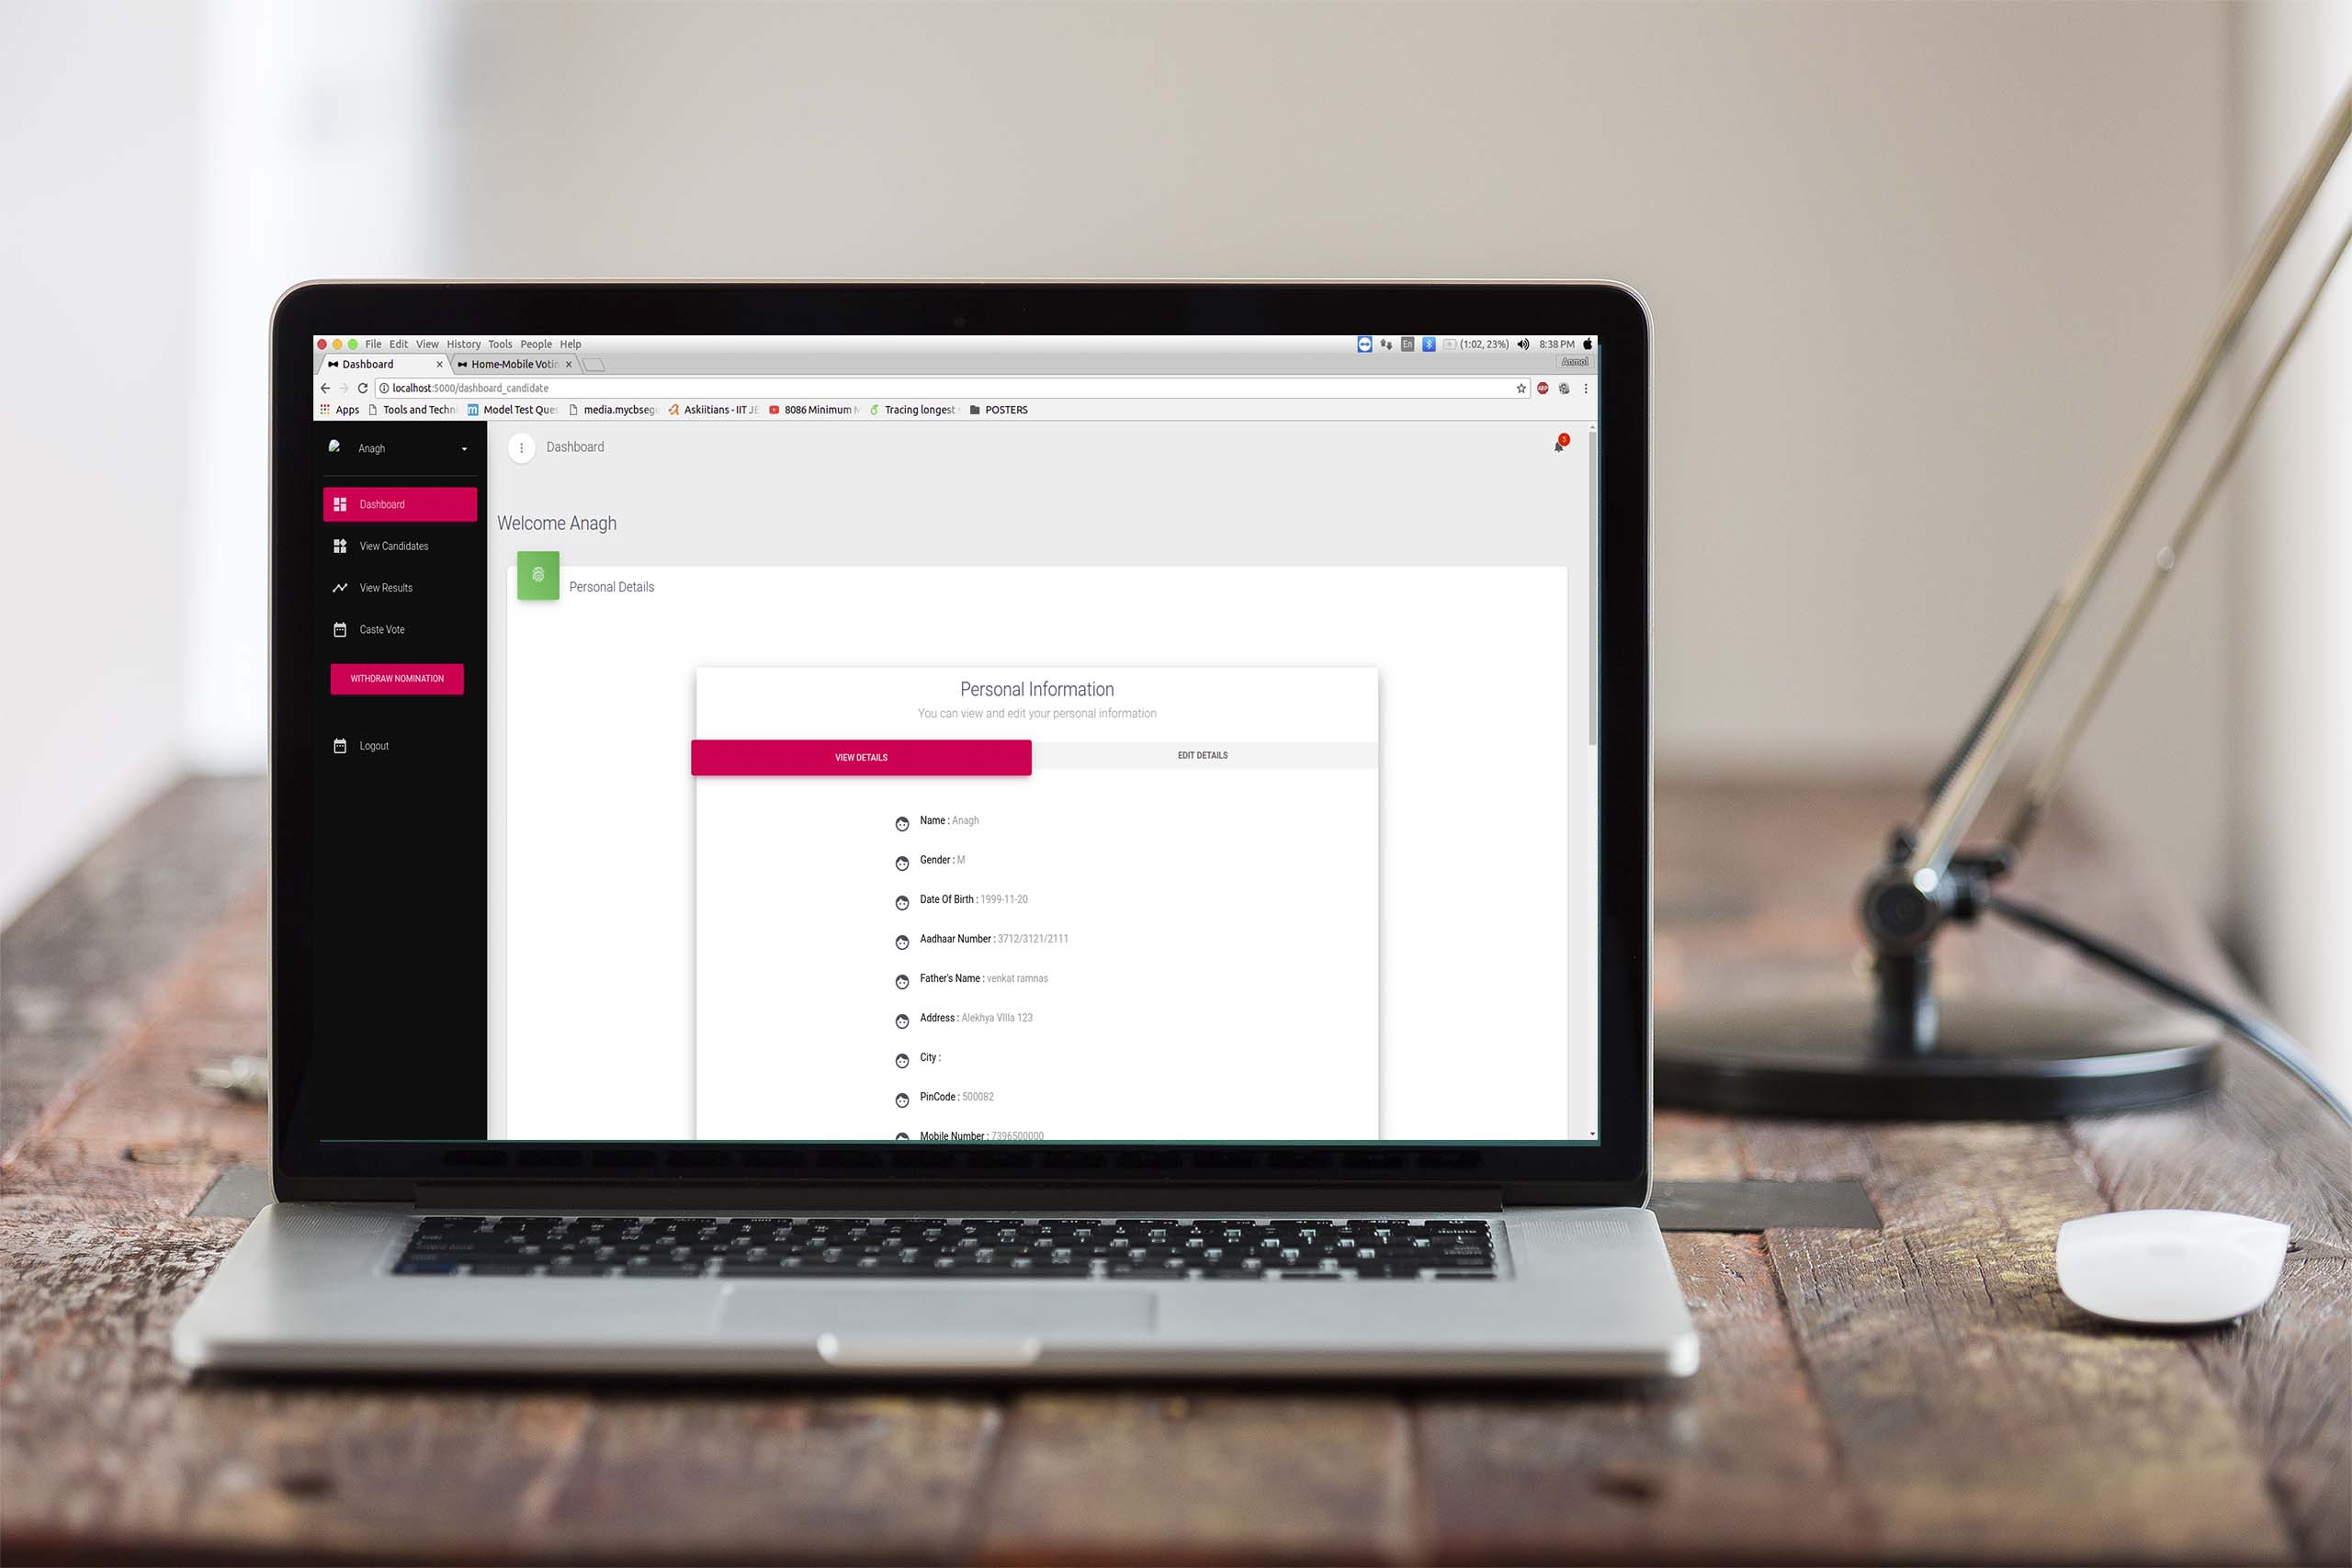 File Edit View History Tools People Help
En (1:02, 23%) 8:38 PM
Dashboard × Home-Mobile Votin ×
Anmol
localhost:5000/dashboard_candidate
ABP
Apps Tools and Techni Model Test Ques media.mycbseg Askiitians - IIT JE 8086 Minimum M Tracing longest POSTERS
Anagh
Dashboard
5
Dashboard
View Candidates
View Results
Caste Vote
WITHDRAW NOMINATION
Logout
Welcome Anagh
Personal Details
Personal Information
You can view and edit your personal information
VIEW DETAILS
EDIT DETAILS
Name : Anagh
Gender : M
Date Of Birth : 1999-11-20
Aadhaar Number : 3712/3121/2111
Father's Name : venkat ramnas
Address : Alekhya VIlla 123
City :
PinCode : 500082
Mobile Number : 7396500000
delete